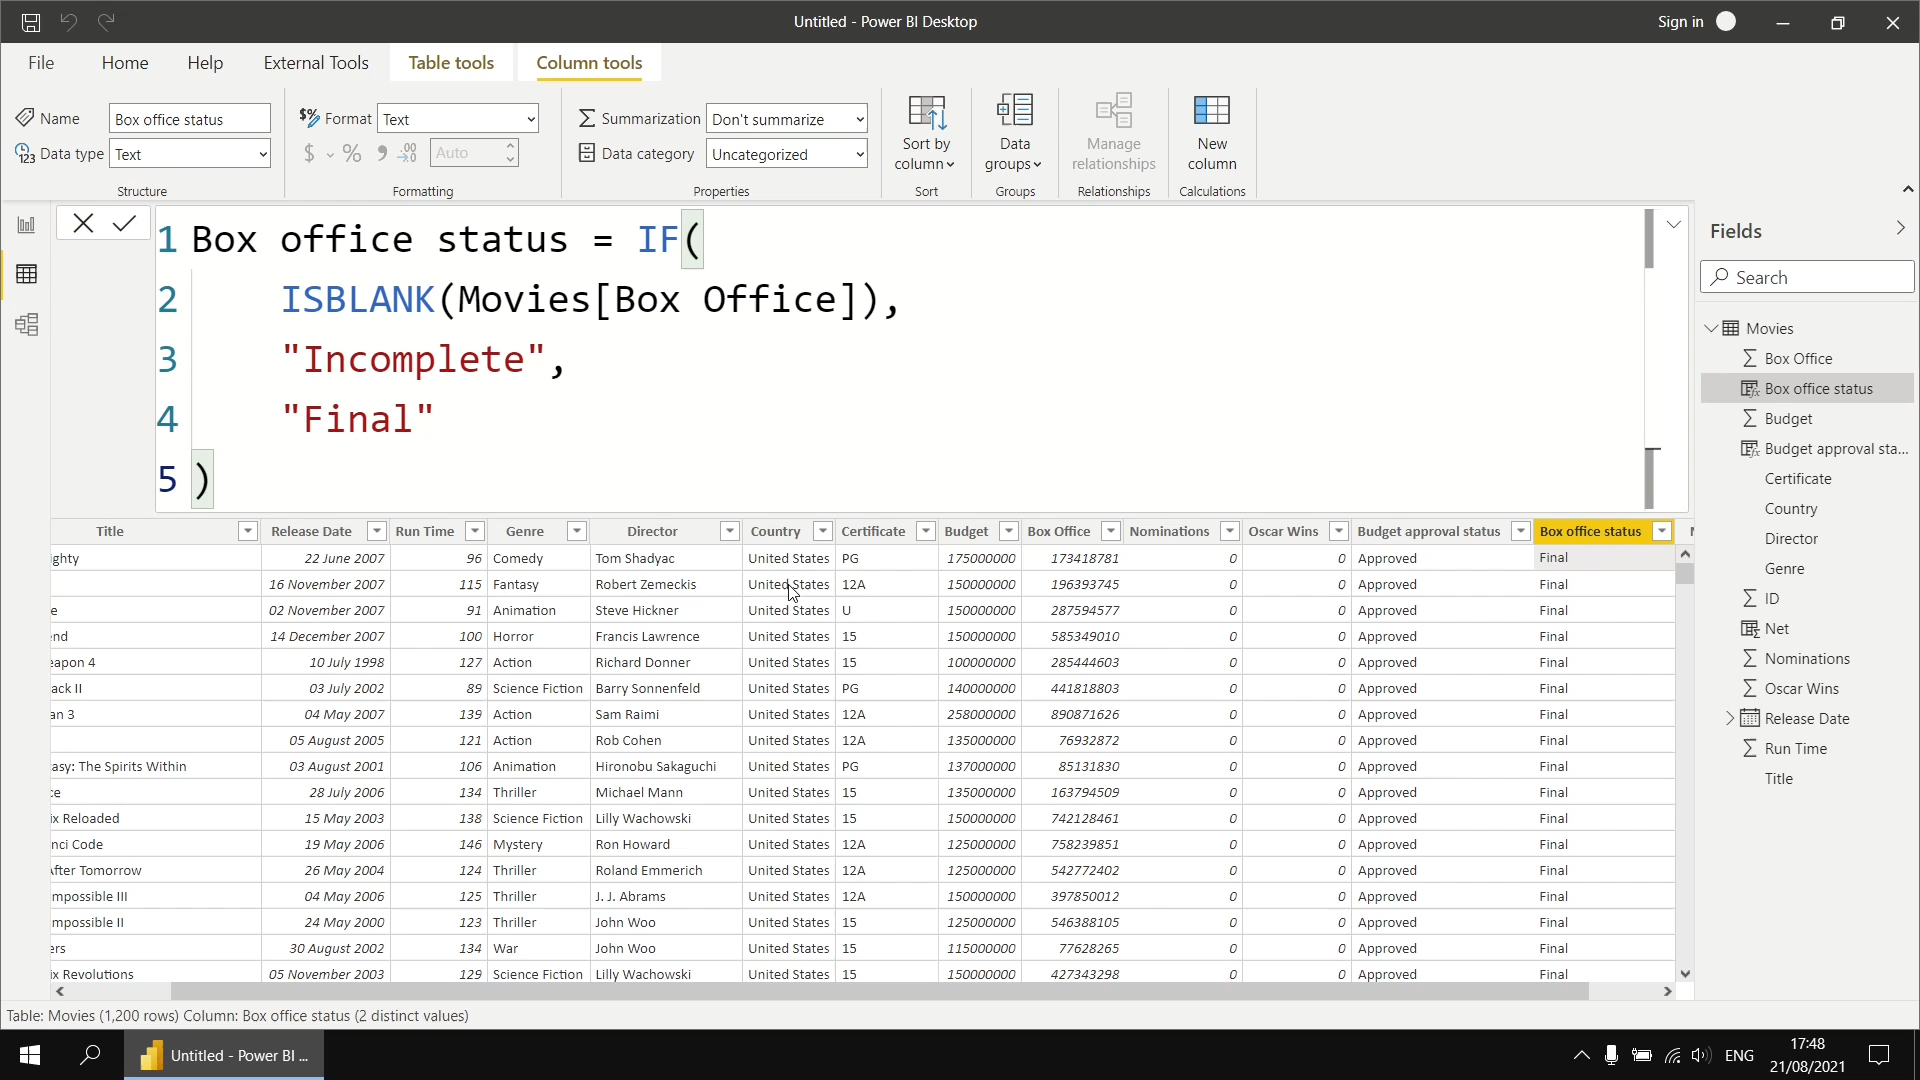 Untitled - Power BI Desktop
Sign in
File Home Help External Tools Table tools Column tools
Name Box office status
Data type Text
Structure
Format Text
$ % Auto
Formatting
Summarization Don't summarize
Data category Uncategorized
Properties
Sort by column
Sort
Data groups
Groups
Manage relationships
Relationships
New column
Calculations
1 Box office status = IF(
2 ISBLANK(Movies[Box Office]),
3 "Incomplete",
4 "Final"
5 )
Title Release Date Run Time Genre Director Country Certificate Budget Box Office Nominations Oscar Wins Budget approval status Box office status
ghty 22 June 2007 96 Comedy Tom Shadyac United States PG 175000000 173418781 0 0 Approved Final
16 November 2007 115 Fantasy Robert Zemeckis United States 12A 150000000 196393745 0 0 Approved Final
e 02 November 2007 91 Animation Steve Hickner United States U 150000000 287594577 0 0 Approved Final
end 14 December 2007 100 Horror Francis Lawrence United States 15 150000000 585349010 0 0 Approved Final
eapon 4 10 July 1998 127 Action Richard Donner United States 15 100000000 285444603 0 0 Approved Final
ack II 03 July 2002 89 Science Fiction Barry Sonnenfeld United States PG 140000000 441818803 0 0 Approved Final
an 3 04 May 2007 139 Action Sam Raimi United States 12A 258000000 890871626 0 0 Approved Final
05 August 2005 121 Action Rob Cohen United States 12A 135000000 76932872 0 0 Approved Final
asy: The Spirits Within 03 August 2001 106 Animation Hironobu Sakaguchi United States PG 137000000 85131830 0 0 Approved Final
ce 28 July 2006 134 Thriller Michael Mann United States 15 135000000 163794509 0 0 Approved Final
ix Reloaded 15 May 2003 138 Science Fiction Lilly Wachowski United States 15 150000000 742128461 0 0 Approved Final
nci Code 19 May 2006 146 Mystery Ron Howard United States 12A 125000000 758239851 0 0 Approved Final
After Tomorrow 26 May 2004 124 Thriller Roland Emmerich United States 12A 125000000 542772402 0 0 Approved Final
mpossible III 04 May 2006 125 Thriller J. J. Abrams United States 12A 150000000 397850012 0 0 Approved Final
mpossible II 24 May 2000 123 Thriller John Woo United States 15 125000000 546388105 0 0 Approved Final
ers 30 August 2002 134 War John Woo United States 15 115000000 77628265 0 0 Approved Final
ix Revolutions 05 November 2003 129 Science Fiction Lilly Wachowski United States 15 150000000 427343298 0 0 Approved Final
Fields
Search
Movies
Box Office
Box office status
Budget
Budget approval sta...
Certificate
Country
Director
Genre
ID
Net
Nominations
Oscar Wins
Release Date
Run Time
Title
Table: Movies (1,200 rows) Column: Box office status (2 distinct values)
Untitled - Power BI ...
ENG
17:48
21/08/2021